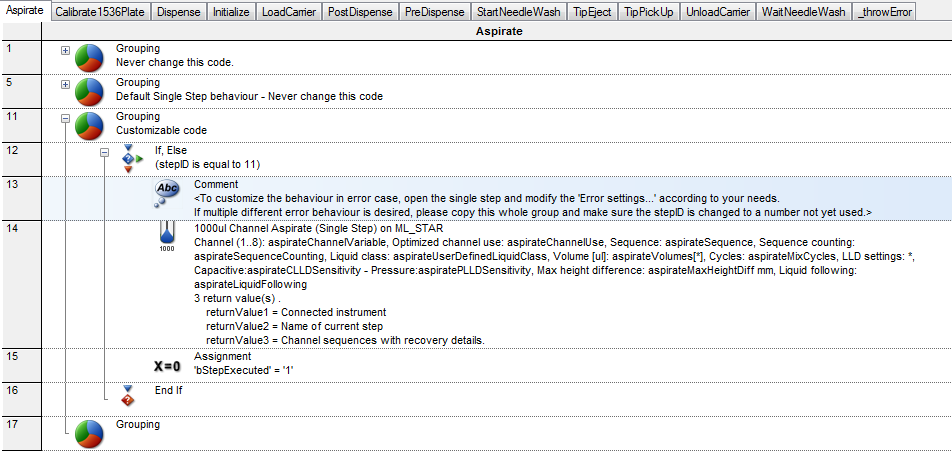 Aspirate Calibrate1536Plate Dispense Initialize LoadCarrier PostDispense PreDispense StartNeedleWash TipEject TipPickUp UnloadCarrier WaitNeedleWash _throwError
Aspirate
1 Grouping
Never change this code.
5 Grouping
Default Single Step behaviour - Never change this code
11 Grouping
Customizable code
12 If, Else
(stepID is equal to 11)
13 Abc Comment
<To customize the behaviour in error case, open the single step and modify the 'Error settings...' according to your needs.
If multiple different error behaviour is desired, please copy this whole group and make sure the stepID is changed to a number not yet used.>
14 1000ul Channel Aspirate (Single Step) on ML_STAR
Channel (1..8): aspirateChannelVariable, Optimized channel use: aspirateChannelUse, Sequence: aspirateSequence, Sequence counting:
1000 aspirateSequenceCounting, Liquid class: aspirateUserDefinedLiquidClass, Volume [ul]: aspirateVolumes[*], Cycles: aspirateMixCycles, LLD settings: *,
Capacitive:aspirateCLLDSensitivity - Pressure:aspiratePLLDSensitivity, Max height difference: aspirateMaxHeightDiff mm, Liquid following:
aspirateLiquidFollowing
3 return value(s) .
returnValue1 = Connected instrument
returnValue2 = Name of current step
returnValue3 = Channel sequences with recovery details.
15 Assignment
X=0 'bStepExecuted' = '1'
16 End If
17 Grouping